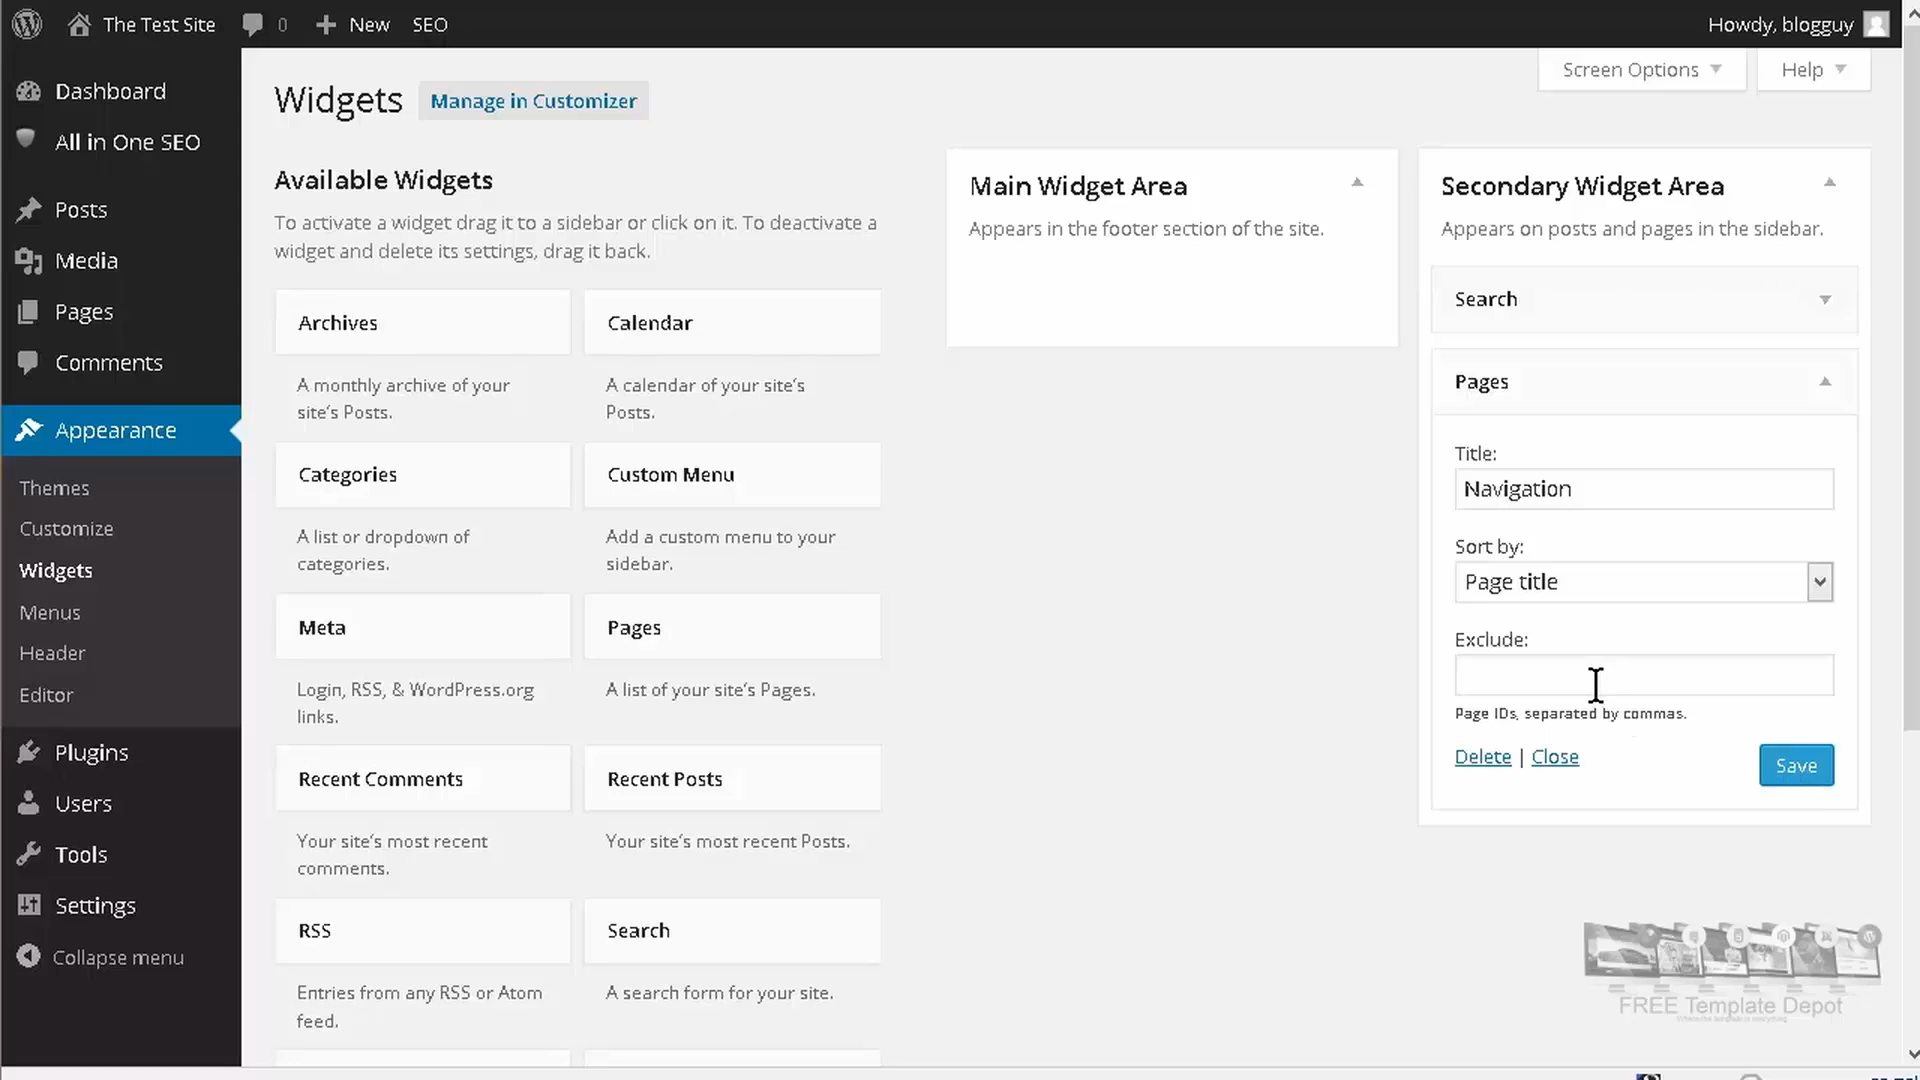 The Test Site
0
New
SEO
Howdy, blogguy
Dashboard
All in One SEO
Posts
Media
Pages
Comments
Appearance
Themes
Customize
Widgets
Menus
Header
Editor
Plugins
Users
Tools
Settings
Collapse menu
Screen Options
Help
Widgets
Manage in Customizer
Available Widgets
To activate a widget drag it to a sidebar or click on it. To deactivate a
widget and delete its settings, drag it back.
Archives
A monthly archive of your
site's Posts.
Calendar
A calendar of your site's
Posts.
Categories
A list or dropdown of
categories.
Custom Menu
Add a custom menu to your
sidebar.
Meta
Login, RSS, & WordPress.org
links.
Pages
A list of your site's Pages.
Recent Comments
Your site's most recent
comments.
Recent Posts
Your site's most recent Posts.
RSS
Entries from any RSS or Atom
feed.
Search
A search form for your site.
Main Widget Area
Appears in the footer section of the site.
Secondary Widget Area
Appears on posts and pages in the sidebar.
Search
Pages
Title:
Navigation
Sort by:
Page title
Exclude:
Page IDs, separated by commas.
Delete | Close
Save
FREE Template Depot